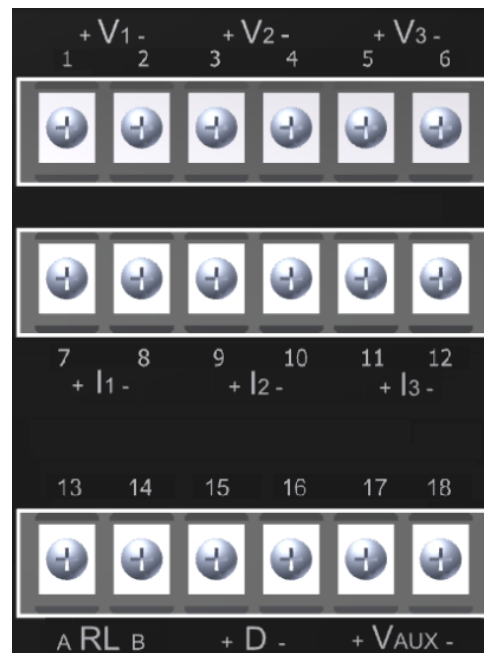 + V1 - + V2 - + V3 -
1 2 3 4 5 6
7 8 9 10 11 12
+ I1 - + I2 - + I3 -
13 14 15 16 17 18
A RL B + D - + VAUX -